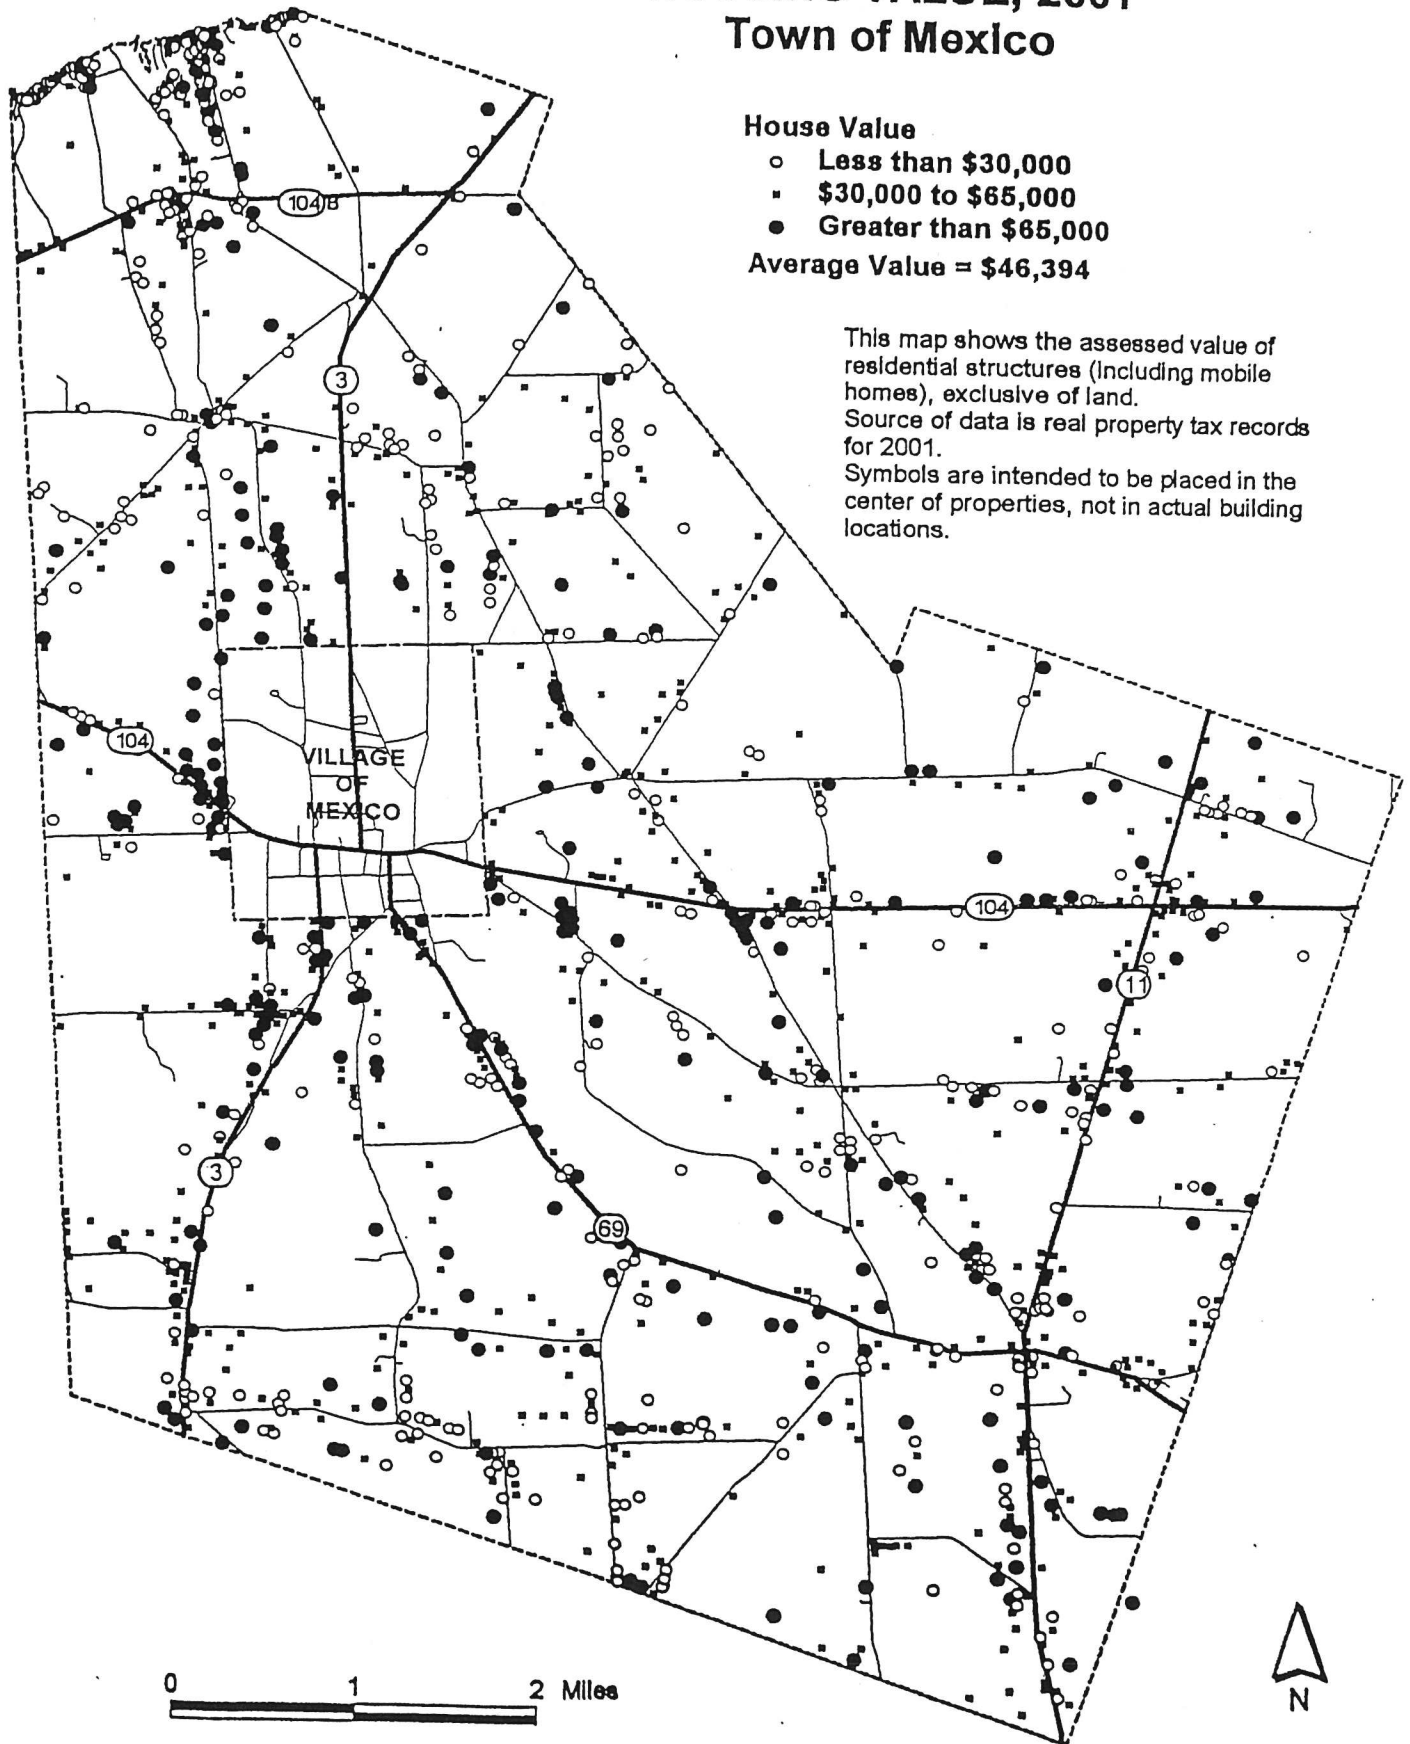 VALUE, 2001
Town of Mexico
House Value
Less than $30,000
$30,000 to $65,000
Greater than $65,000
Average Value = $46,394
This map shows the assessed value of
residential structures (including mobile
homes), exclusive of land.
Source of data is real property tax records
for 2001.
Symbols are intended to be placed in the
center of properties, not in actual building
locations.
104B
3
104
VILLAGE
OF
MEXICO
104
11
3
69
0 1 2 Miles
N